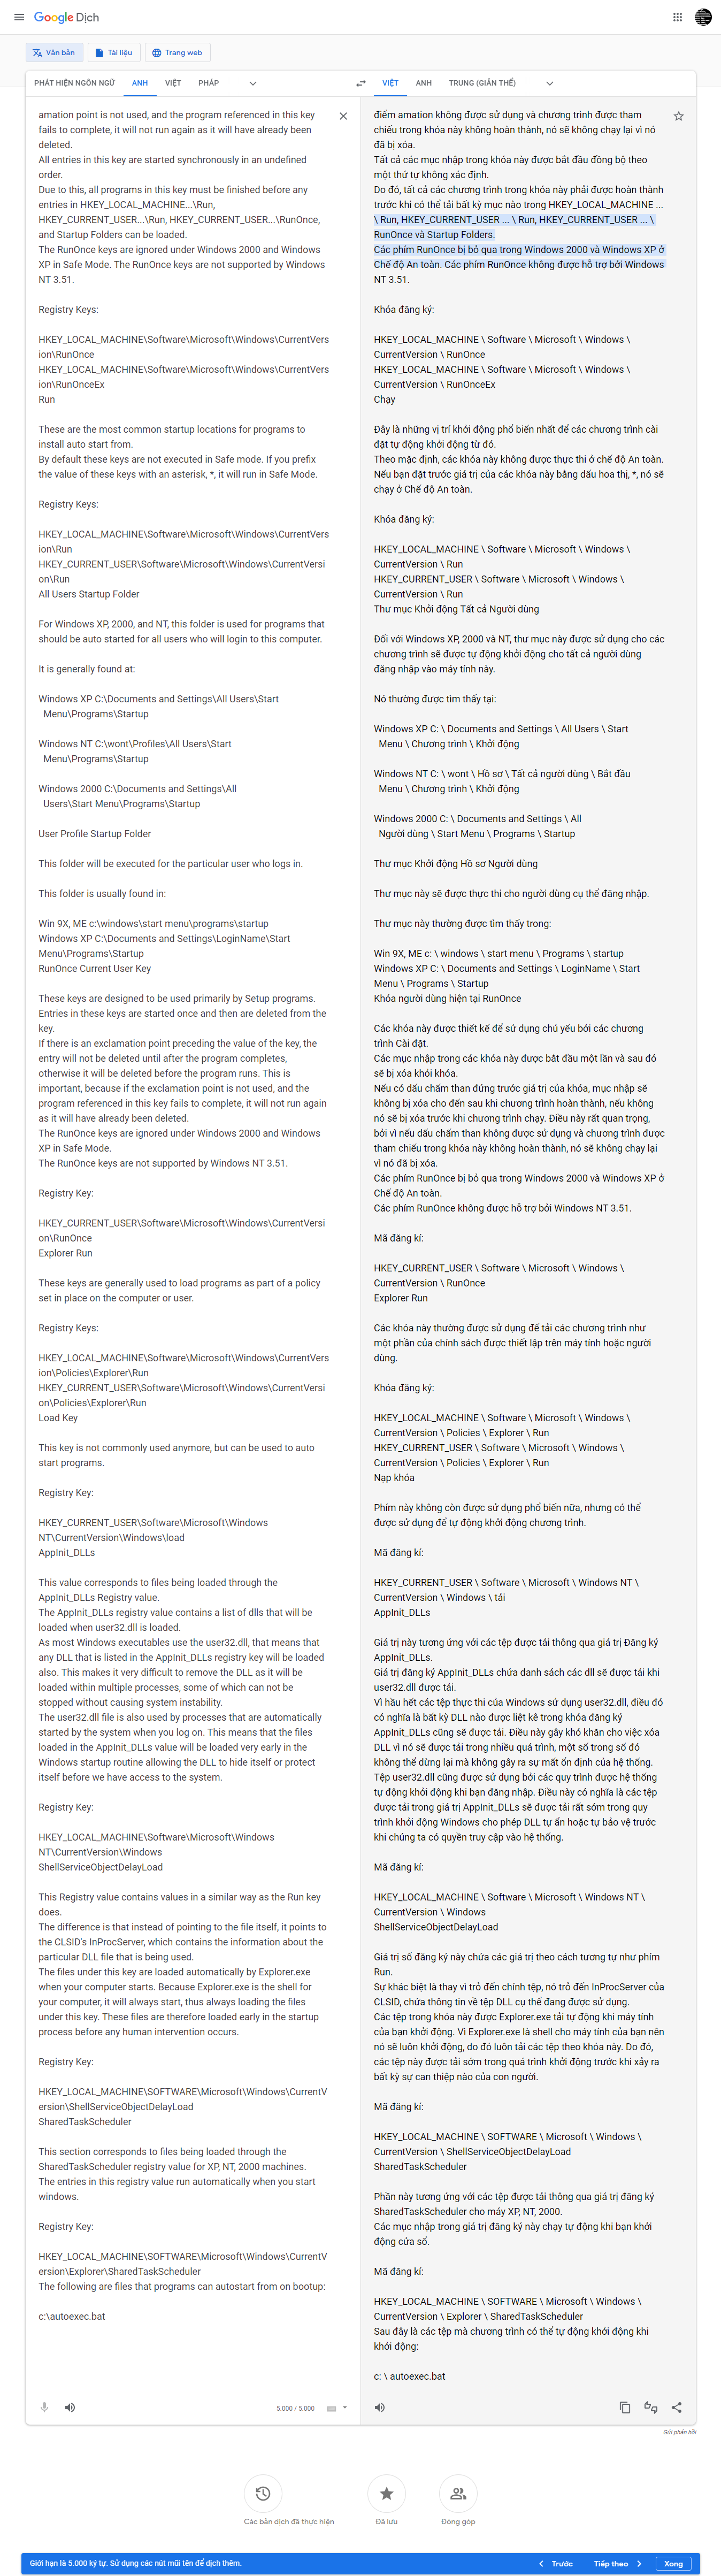 Google Dịch
Văn bản
Tài liệu
Trang web
PHÁT HIỆN NGÔN NGỮ
ANH
VIỆT
PHÁP
VIỆT
ANH
TRUNG (GIẢN THỂ)
amation point is not used, and the program referenced in this key
fails to complete, it will not run again as it will have already been
deleted.
All entries in this key are started synchronously in an undefined
order.
Due to this, all programs in this key must be finished before any
entries in HKEY_LOCAL_MACHINE...\Run,
HKEY_CURRENT_USER...\Run, HKEY_CURRENT_USER...\RunOnce,
and Startup Folders can be loaded.
The RunOnce keys are ignored under Windows 2000 and Windows
XP in Safe Mode. The RunOnce keys are not supported by Windows
NT 3.51.
Registry Keys:
HKEY_LOCAL_MACHINE\Software\Microsoft\Windows\CurrentVers
ion\RunOnce
HKEY_LOCAL_MACHINE\Software\Microsoft\Windows\CurrentVers
ion\RunOnceEx
Run
These are the most common startup locations for programs to
install auto start from.
By default these keys are not executed in Safe mode. If you prefix
the value of these keys with an asterisk, *, it will run in Safe Mode.
Registry Keys:
HKEY_LOCAL_MACHINE\Software\Microsoft\Windows\CurrentVers
ion\Run
HKEY_CURRENT_USER\Software\Microsoft\Windows\CurrentVersi
on\Run
All Users Startup Folder
For Windows XP, 2000, and NT, this folder is used for programs that
should be auto started for all users who will login to this computer.
It is generally found at:
Windows XP C:\Documents and Settings\All Users\Start
Menu\Programs\Startup
Windows NT C:\wont\Profiles\All Users\Start
Menu\Programs\Startup
Windows 2000 C:\Documents and Settings\All
Users\Start Menu\Programs\Startup
User Profile Startup Folder
This folder will be executed for the particular user who logs in.
This folder is usually found in:
Win 9X, ME c:\windows\start menu\programs\startup
Windows XP C:\Documents and Settings\LoginName\Start
Menu\Programs\Startup
RunOnce Current User Key
These keys are designed to be used primarily by Setup programs.
Entries in these keys are started once and then are deleted from the
key.
If there is an exclamation point preceding the value of the key, the
entry will not be deleted until after the program completes,
otherwise it will be deleted before the program runs. This is
important, because if the exclamation point is not used, and the
program referenced in this key fails to complete, it will not run again
as it will have already been deleted.
The RunOnce keys are ignored under Windows 2000 and Windows
XP in Safe Mode.
The RunOnce keys are not supported by Windows NT 3.51.
Registry Key:
HKEY_CURRENT_USER\Software\Microsoft\Windows\CurrentVersi
on\RunOnce
Explorer Run
These keys are generally used to load programs as part of a policy
set in place on the computer or user.
Registry Keys:
HKEY_LOCAL_MACHINE\Software\Microsoft\Windows\CurrentVers
ion\Policies\Explorer\Run
HKEY_CURRENT_USER\Software\Microsoft\Windows\CurrentVersi
on\Policies\Explorer\Run
Load Key
This key is not commonly used anymore, but can be used to auto
start programs.
Registry Key:
HKEY_CURRENT_USER\Software\Microsoft\Windows
NT\CurrentVersion\Windows\load
AppInit_DLLs
This value corresponds to files being loaded through the
AppInit_DLLs Registry value.
The AppInit_DLLs registry value contains a list of dlls that will be
loaded when user32.dll is loaded.
As most Windows executables use the user32.dll, that means that
any DLL that is listed in the AppInit_DLLs registry key will be loaded
also. This makes it very difficult to remove the DLL as it will be
loaded within multiple processes, some of which can not be
stopped without causing system instability.
The user32.dll file is also used by processes that are automatically
started by the system when you log on. This means that the files
loaded in the AppInit_DLLs value will be loaded very early in the
Windows startup routine allowing the DLL to hide itself or protect
itself before we have access to the system.
Registry Key:
HKEY_LOCAL_MACHINE\Software\Microsoft\Windows
NT\CurrentVersion\Windows
ShellServiceObjectDelayLoad
This Registry value contains values in a similar way as the Run key
does.
The difference is that instead of pointing to the file itself, it points to
the CLSID's InProcServer, which contains the information about the
particular DLL file that is being used.
The files under this key are loaded automatically by Explorer.exe
when your computer starts. Because Explorer.exe is the shell for
your computer, it will always start, thus always loading the files
under this key. These files are therefore loaded early in the startup
process before any human intervention occurs.
Registry Key:
HKEY_LOCAL_MACHINE\SOFTWARE\Microsoft\Windows\CurrentV
ersion\ShellServiceObjectDelayLoad
SharedTaskScheduler
This section corresponds to files being loaded through the
SharedTaskScheduler registry value for XP, NT, 2000 machines.
The entries in this registry value run automatically when you start
windows.
Registry Key:
HKEY_LOCAL_MACHINE\SOFTWARE\Microsoft\Windows\CurrentV
ersion\Explorer\SharedTaskScheduler
The following are files that programs can autostart from on bootup:
c:\autoexec.bat
5.000 / 5.000
điểm amation không được sử dụng và chương trình được tham
chiếu trong khóa này không hoàn thành, nó sẽ không chạy lại vì nó
đã bị xóa.
Tất cả các mục nhập trong khóa này được bắt đầu đồng bộ theo
một thứ tự không xác định.
Do đó, tất cả các chương trình trong khóa này phải được hoàn thành
trước khi có thể tải bất kỳ mục nào trong HKEY_LOCAL_MACHINE ...
\ Run, HKEY_CURRENT_USER ... \ Run, HKEY_CURRENT_USER ... \
RunOnce và Startup Folders.
Các phím RunOnce bị bỏ qua trong Windows 2000 và Windows XP ở
Chế độ An toàn. Các phím RunOnce không được hỗ trợ bởi Windows
NT 3.51.
Khóa đăng ký:
HKEY_LOCAL_MACHINE \ Software \ Microsoft \ Windows \
CurrentVersion \ RunOnce
HKEY_LOCAL_MACHINE \ Software \ Microsoft \ Windows \
CurrentVersion \ RunOnceEx
Chạy
Đây là những vị trí khởi động phổ biến nhất để các chương trình cài
đặt tự động khởi động từ đó.
Theo mặc định, các khóa này không được thực thi ở chế độ An toàn.
Nếu bạn đặt trước giá trị của các khóa này bằng dấu hoa thị, *, nó sẽ
chạy ở Chế độ An toàn.
Khóa đăng ký:
HKEY_LOCAL_MACHINE \ Software \ Microsoft \ Windows \
CurrentVersion \ Run
HKEY_CURRENT_USER \ Software \ Microsoft \ Windows \
CurrentVersion \ Run
Thư mục Khởi động Tất cả Người dùng
Đối với Windows XP, 2000 và NT, thư mục này được sử dụng cho các
chương trình sẽ được tự động khởi động cho tất cả người dùng
đăng nhập vào máy tính này.
Nó thường được tìm thấy tại:
Windows XP C: \ Documents and Settings \ All Users \ Start
Menu \ Chương trình \ Khởi động
Windows NT C: \ wont \ Hồ sơ \ Tất cả người dùng \ Bắt đầu
Menu \ Chương trình \ Khởi động
Windows 2000 C: \ Documents and Settings \ All
Người dùng \ Start Menu \ Programs \ Startup
Thư mục Khởi động Hồ sơ Người dùng
Thư mục này sẽ được thực thi cho người dùng cụ thể đăng nhập.
Thư mục này thường được tìm thấy trong:
Win 9X, ME c: \ windows \ start menu \ Programs \ startup
Windows XP C: \ Documents and Settings \ LoginName \ Start
Menu \ Programs \ Startup
Khóa người dùng hiện tại RunOnce
Các khóa này được thiết kế để sử dụng chủ yếu bởi các chương
trình Cài đặt.
Các mục nhập trong các khóa này được bắt đầu một lần và sau đó
sẽ bị xóa khỏi khóa.
Nếu có dấu chấm than đứng trước giá trị của khóa, mục nhập sẽ
không bị xóa cho đến sau khi chương trình hoàn thành, nếu không
nó sẽ bị xóa trước khi chương trình chạy. Điều này rất quan trọng,
bởi vì nếu dấu chấm than không được sử dụng và chương trình được
tham chiếu trong khóa này không hoàn thành, nó sẽ không chạy lại
vì nó đã bị xóa.
Các phím RunOnce bị bỏ qua trong Windows 2000 và Windows XP ở
Chế độ An toàn.
Các phím RunOnce không được hỗ trợ bởi Windows NT 3.51.
Mã đăng kí:
HKEY_CURRENT_USER \ Software \ Microsoft \ Windows \
CurrentVersion \ RunOnce
Explorer Run
Các khóa này thường được sử dụng để tải các chương trình như
một phần của chính sách được thiết lập trên máy tính hoặc người
dùng.
Khóa đăng ký:
HKEY_LOCAL_MACHINE \ Software \ Microsoft \ Windows \
CurrentVersion \ Policies \ Explorer \ Run
HKEY_CURRENT_USER \ Software \ Microsoft \ Windows \
CurrentVersion \ Policies \ Explorer \ Run
Nạp khóa
Phím này không còn được sử dụng phổ biến nữa, nhưng có thể
được sử dụng để tự động khởi động chương trình.
Mã đăng kí:
HKEY_CURRENT_USER \ Software \ Microsoft \ Windows NT \
CurrentVersion \ Windows \ tải
AppInit_DLLs
Giá trị này tương ứng với các tệp được tải thông qua giá trị Đăng ký
AppInit_DLLs.
Giá trị đăng ký AppInit_DLLs chứa danh sách các dll sẽ được tải khi
user32.dll được tải.
Vì hầu hết các tệp thực thi của Windows sử dụng user32.dll, điều đó
có nghĩa là bất kỳ DLL nào được liệt kê trong khóa đăng ký
AppInit_DLLs cũng sẽ được tải. Điều này gây khó khăn cho việc xóa
DLL vì nó sẽ được tải trong nhiều quá trình, một số trong số đó
không thể dừng lại mà không gây ra sự mất ổn định của hệ thống.
Tệp user32.dll cũng được sử dụng bởi các quy trình được hệ thống
tự động khởi động khi bạn đăng nhập. Điều này có nghĩa là các tệp
được tải trong giá trị AppInit_DLLs sẽ được tải rất sớm trong quy
trình khởi động Windows cho phép DLL tự ẩn hoặc tự bảo vệ trước
khi chúng ta có quyền truy cập vào hệ thống.
Mã đăng kí:
HKEY_LOCAL_MACHINE \ Software \ Microsoft \ Windows NT \
CurrentVersion \ Windows
ShellServiceObjectDelayLoad
Giá trị sổ đăng ký này chứa các giá trị theo cách tương tự như phím
Run.
Sự khác biệt là thay vì trỏ đến chính tệp, nó trỏ đến InProcServer của
CLSID, chứa thông tin về tệp DLL cụ thể đang được sử dụng.
Các tệp trong khóa này được Explorer.exe tải tự động khi máy tính
của bạn khởi động. Vì Explorer.exe là shell cho máy tính của bạn nên
nó sẽ luôn khởi động, do đó luôn tải các tệp theo khóa này. Do đó,
các tệp này được tải sớm trong quá trình khởi động trước khi xảy ra
bất kỳ sự can thiệp nào của con người.
Mã đăng kí:
HKEY_LOCAL_MACHINE \ SOFTWARE \ Microsoft \ Windows \
CurrentVersion \ ShellServiceObjectDelayLoad
SharedTaskScheduler
Phần này tương ứng với các tệp được tải thông qua giá trị đăng ký
SharedTaskScheduler cho máy XP, NT, 2000.
Các mục nhập trong giá trị đăng ký này chạy tự động khi bạn khởi
động cửa sổ.
Mã đăng kí:
HKEY_LOCAL_MACHINE \ SOFTWARE \ Microsoft \ Windows \
CurrentVersion \ Explorer \ SharedTaskScheduler
Sau đây là các tệp mà chương trình có thể tự động khởi động khi
khởi động:
c: \ autoexec.bat
Gửi phản hồi
Các bản dịch đã thực hiện
Đã lưu
Đóng góp
Giới hạn là 5.000 ký tự. Sử dụng các nút mũi tên để dịch thêm.
Trước
Tiếp theo
Xong